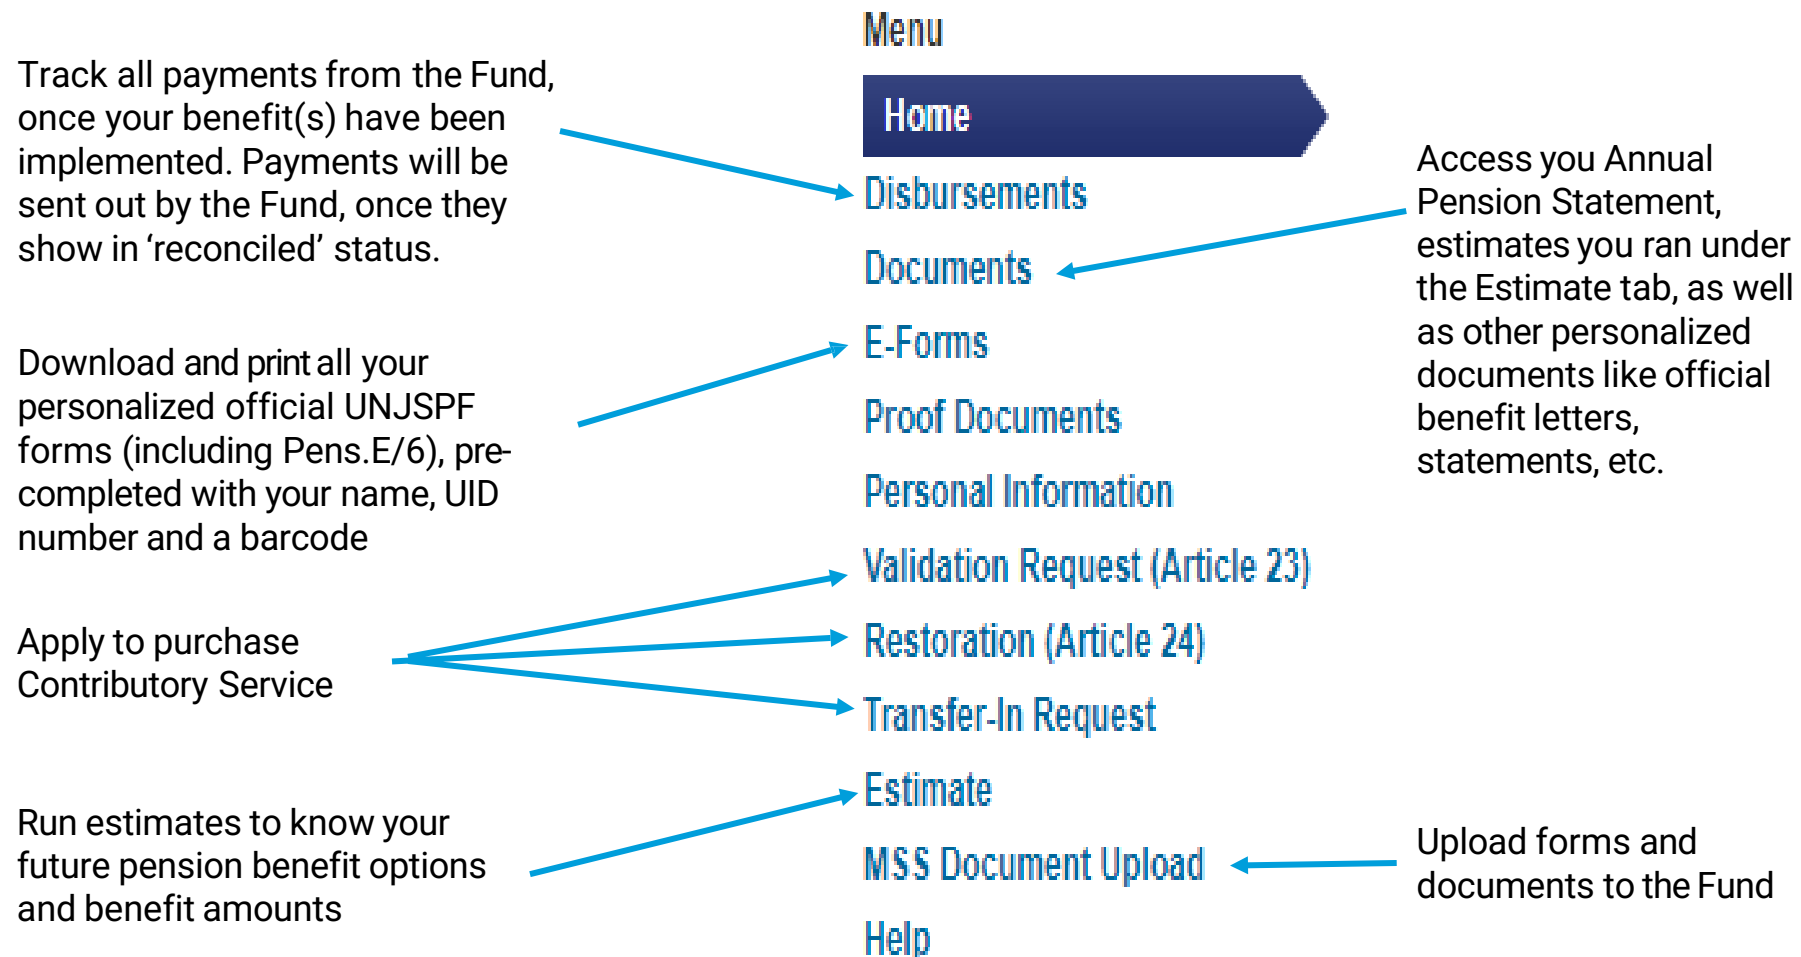 Menu
Home
Disbursements
Documents
E-Forms
Proof Documents
Personal Information
Validation Request (Article 23)
Restoration (Article 24)
Transfer-In Request
Estimate
MSS Document Upload
Help
Track all payments from the Fund,
once your benefit(s) have been
implemented. Payments will be
sent out by the Fund, once they
show in ‘reconciled’ status.
Download and print all your
personalized official UNJSPF
forms (including Pens.E/6), pre-
completed with your name, UID
number and a barcode
Apply to purchase
Contributory Service
Run estimates to know your
future pension benefit options
and benefit amounts
Access you Annual
Pension Statement,
estimates you ran under
the Estimate tab, as well
as other personalized
documents like official
benefit letters,
statements, etc.
Upload forms and
documents to the Fund